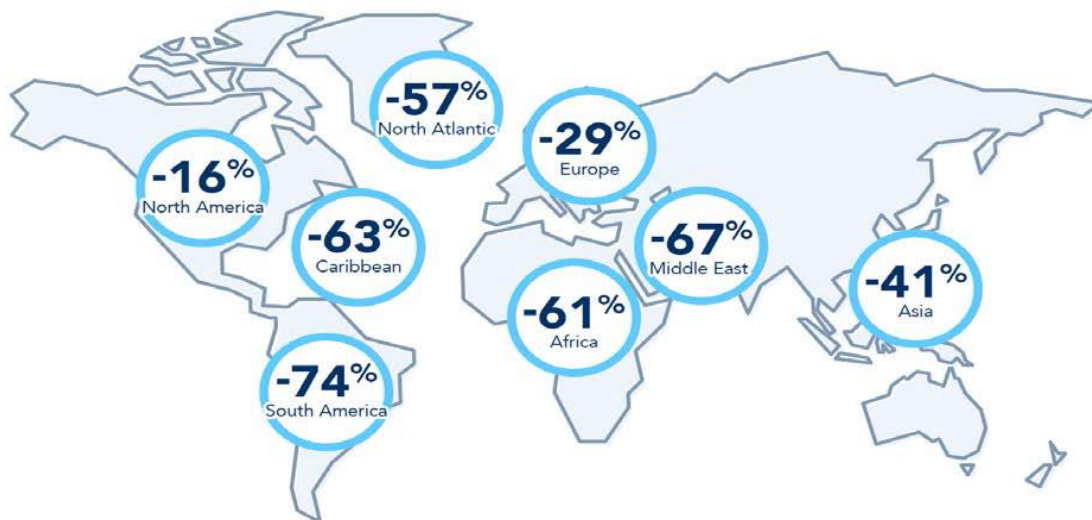 -57%
North Atlantic
-29%
Europe
-16%
North America
-63%
Caribbean
-67%
Middle East
-41%
Asia
-61%
Africa
-74%
South America